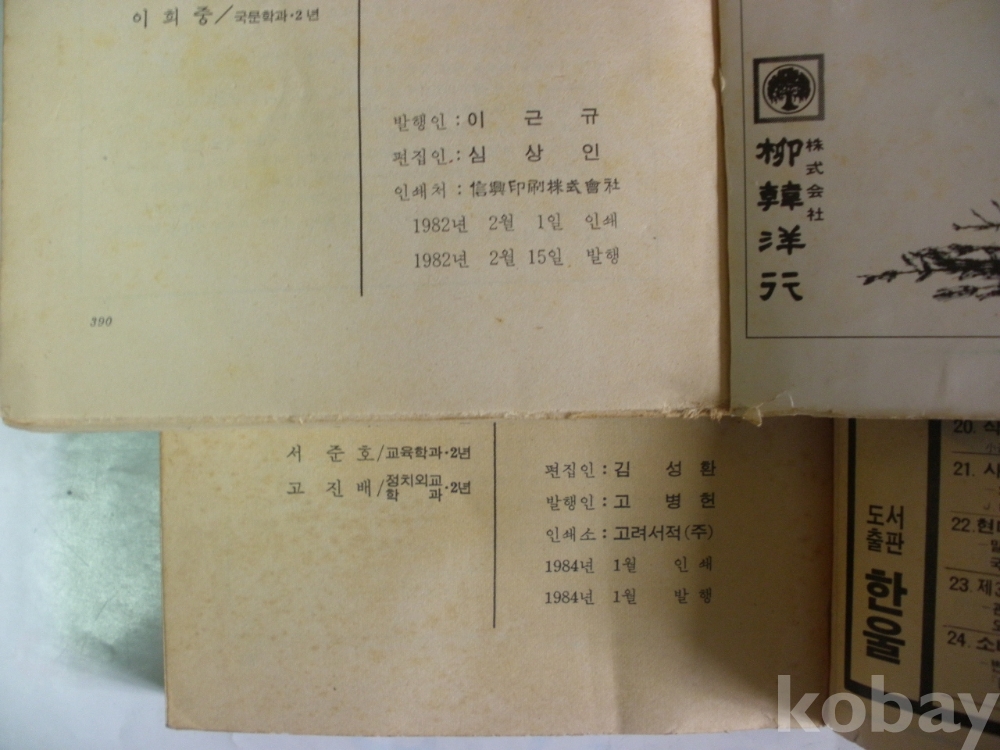 이 희 중/국문학과·2년
발행인 : 이 근 규
편집인 : 심 상 인
인쇄처 : 信興印刷株式會社
1982년 2월 1일 인쇄
1982년 2월 15일 발행
390
株式会社
柳韓洋行
서 준 호/교육학과·2년
고 진 배/정치외교학과·2년
편집인 : 김 성 환
발행인 : 고 병 헌
인쇄소 : 고려서적(주)
1984년 1월 인 쇄
1984년 1월 발 행
도서
출판
한울
20.
21. 시
22. 현
23. 제3
24. 소
kobay